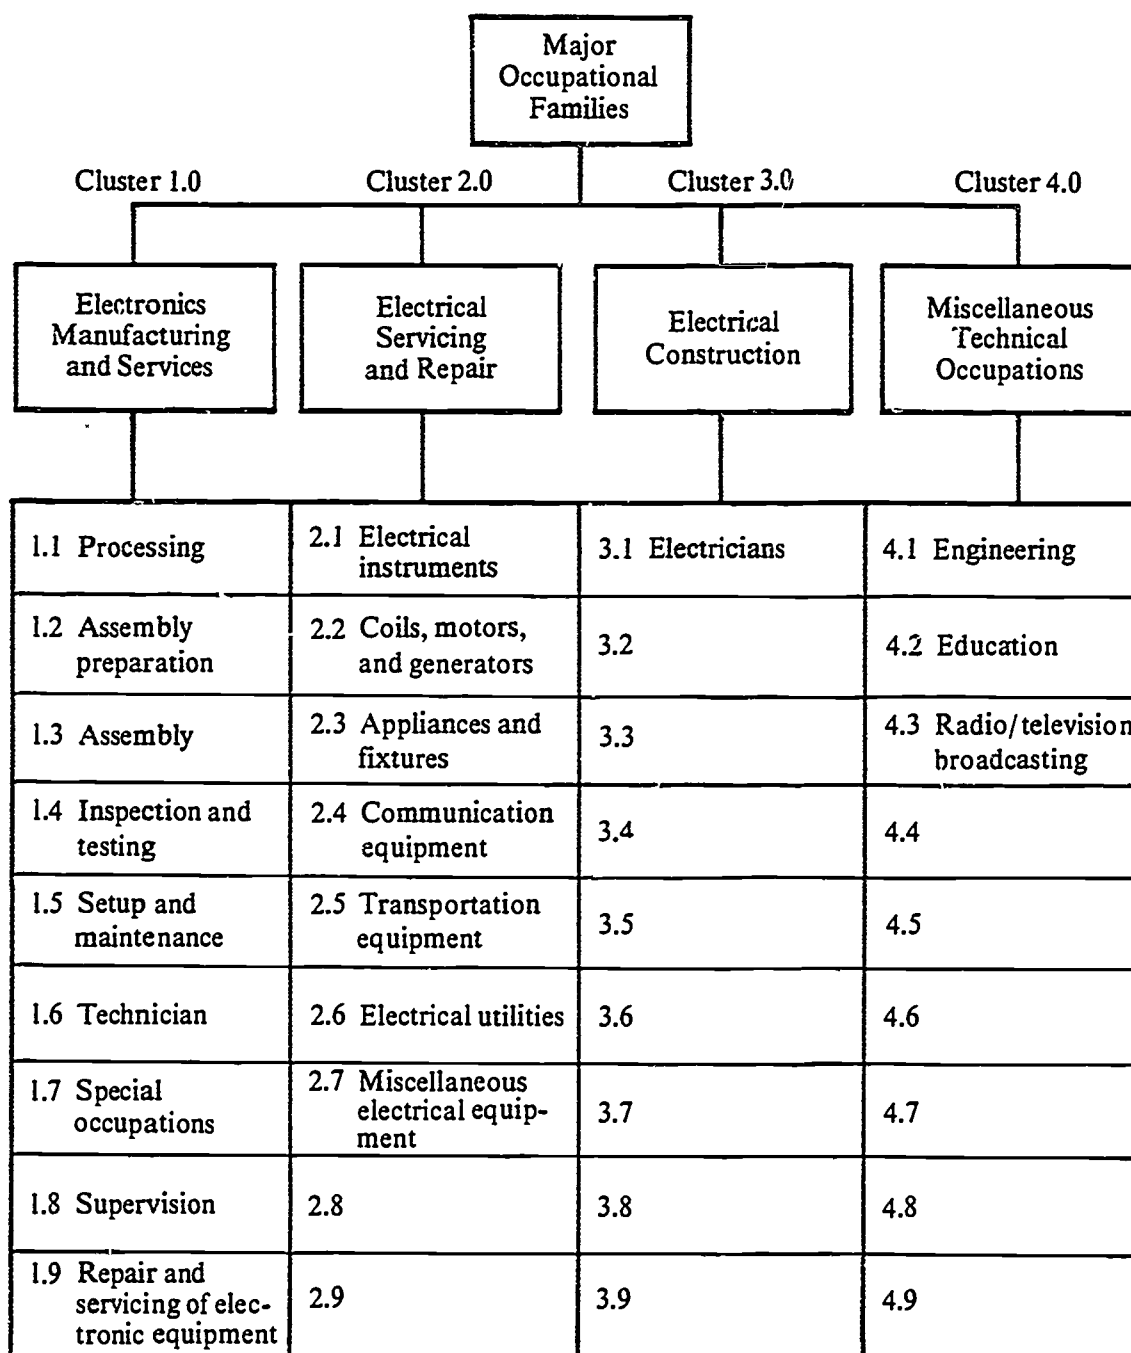 Major
Occupational
Families
Cluster 1.0
Cluster 2.0
Cluster 3.0
Cluster 4.0
Electronics
Manufacturing
and Services
Electrical
Servicing
and Repair
Electrical
Construction
Miscellaneous
Technical
Occupations
1.1 Processing
2.1 Electrical
instruments
3.1 Electricians
4.1 Engineering
1.2 Assembly
preparation
2.2 Coils, motors,
and generators
3.2
4.2 Education
1.3 Assembly
2.3 Appliances and
fixtures
3.3
4.3 Radio/television
broadcasting
1.4 Inspection and
testing
2.4 Communication
equipment
3.4
4.4
1.5 Setup and
maintenance
2.5 Transportation
equipment
3.5
4.5
1.6 Technician
2.6 Electrical utilities
3.6
4.6
1.7 Special
occupations
2.7 Miscellaneous
electrical equip-
ment
3.7
4.7
1.8 Supervision
2.8
3.8
4.8
1.9 Repair and
servicing of elec-
tronic equipment
2.9
3.9
4.9